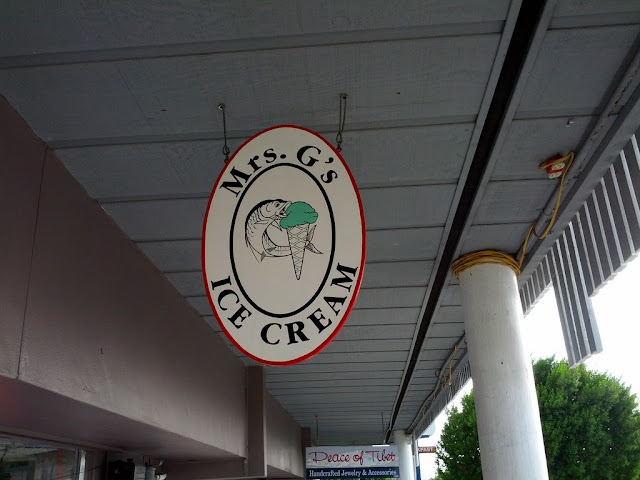 Mrs. G's
ICE CREAM
Peace of Tibet
Handcrafted Jewelry & Accessories